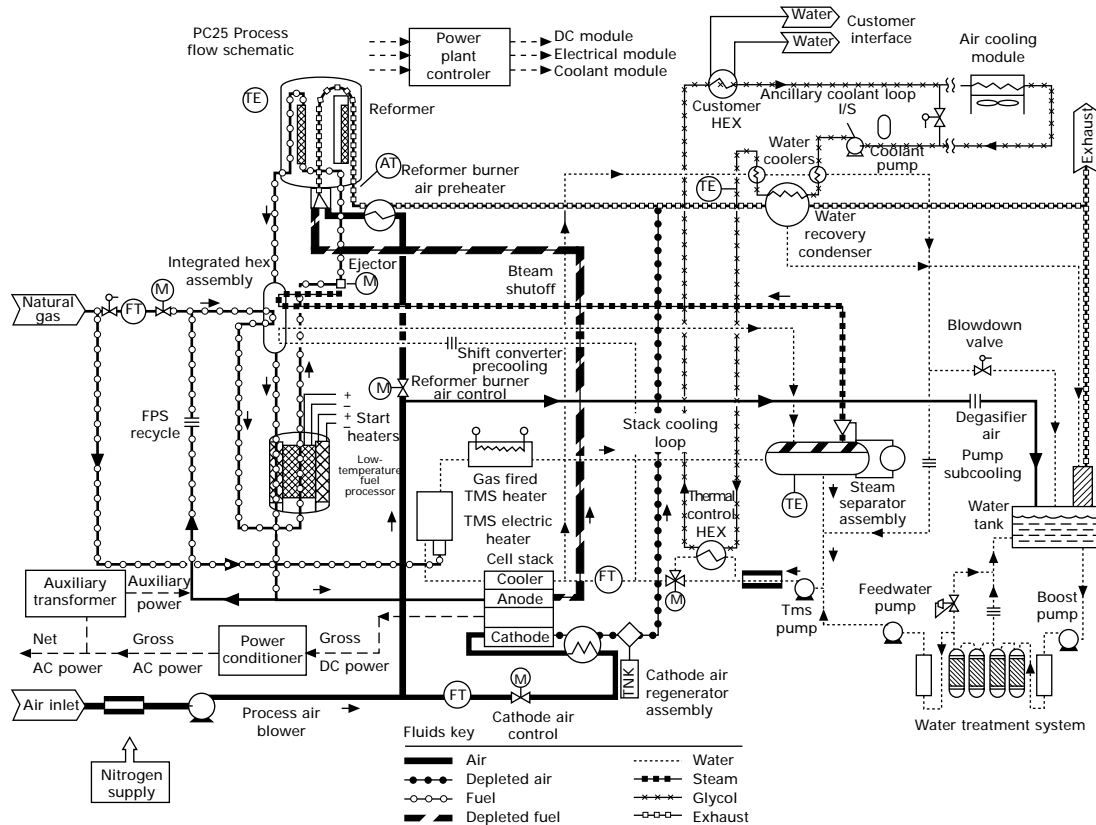 PC25 Process
flow schematic
Power
plant
controler
DC module
Electrical module
Coolant module
Water
Water
Customer
interface
Air cooling
module
TE
Reformer
Customer
HEX
Ancillary coolant loop
I/S
Water
coolers
Coolant
pump
Exhaust
AT
Reformer burner
air preheater
TE
Water
recovery
condenser
Integrated hex
assembly
Ejector
M
Bteam
shutoff
Natural
gas
FT
M
Blowdown
valve
Shift converter
precooling
M
Reformer burner
air control
FPS
recycle
+
−
+
−
Start
heaters
Low-
temperature
fuel
processor
Stack cooling
loop
Degasifier
air
Pump
subcooling
Gas fired
TMS heater
TE
Steam
separator
assembly
Water
tank
Thermal
control
HEX
TMS electric
heater
Cell stack
Cooler
Anode
Cathode
FT
M
Tms
pump
Feedwater
pump
Boost
pump
Auxiliary
transformer
Auxiliary
power
Net
AC power
Gross
AC power
Power
conditioner
Gross
DC power
TNK
Cathode air
regenerator
assembly
Water treatment system
Air inlet
Process air
blower
FT
M
Cathode air
control
Nitrogen
supply
Fluids key
Air
Depleted air
Fuel
Depleted fuel
Water
Steam
Glycol
Exhaust